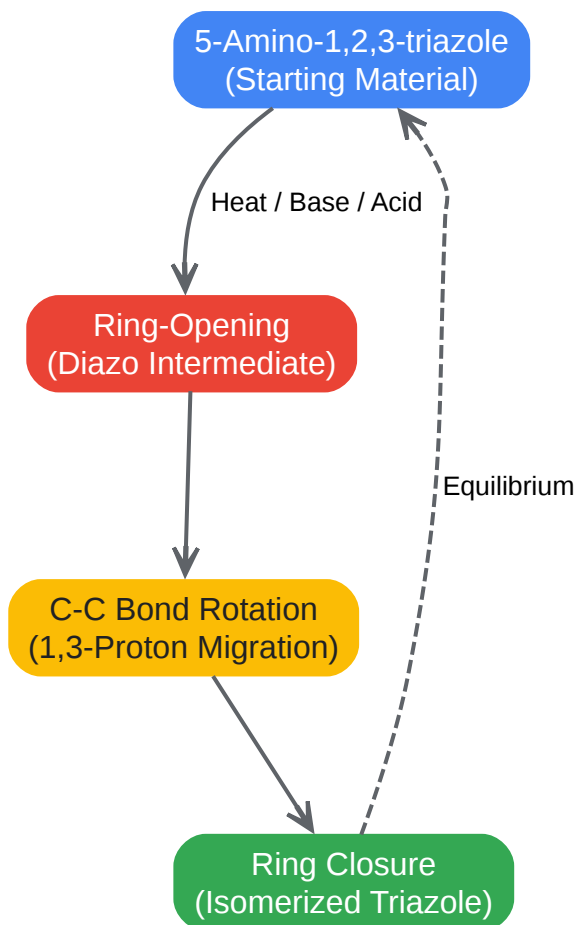 5-Amino-1,2,3-triazole
(Starting Material)
Heat / Base / Acid
Ring-Opening
(Diazo Intermediate)
Equilibrium
C-C Bond Rotation
(1,3-Proton Migration)
Ring Closure
(Isomerized Triazole)